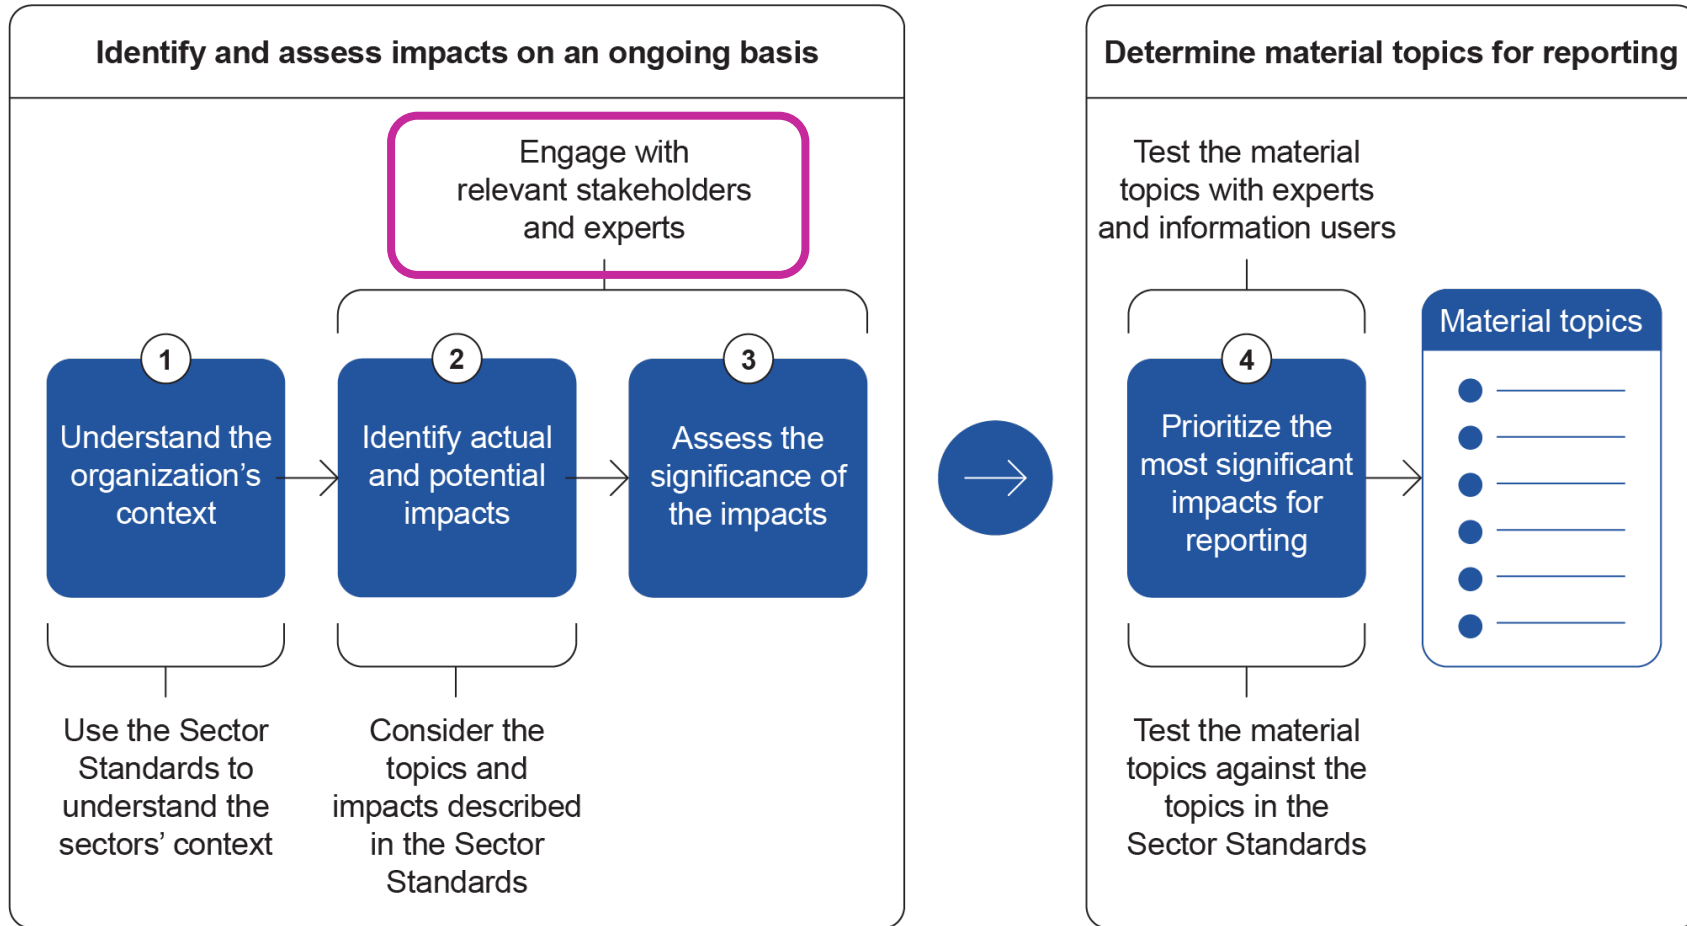 Identify and assess impacts on an ongoing basis
Engage with
relevant stakeholders
and experts
1
Understand the
organization’s
context
2
Identify actual
and potential
impacts
3
Assess the
significance of
the impacts
Use the Sector
Standards to
understand the
sectors’ context
Consider the
topics and
impacts described
in the Sector
Standards
Determine material topics for reporting
Test the material
topics with experts
and information users
4
Prioritize the
most significant
impacts for
reporting
Material topics
Test the material
topics against the
topics in the
Sector Standards